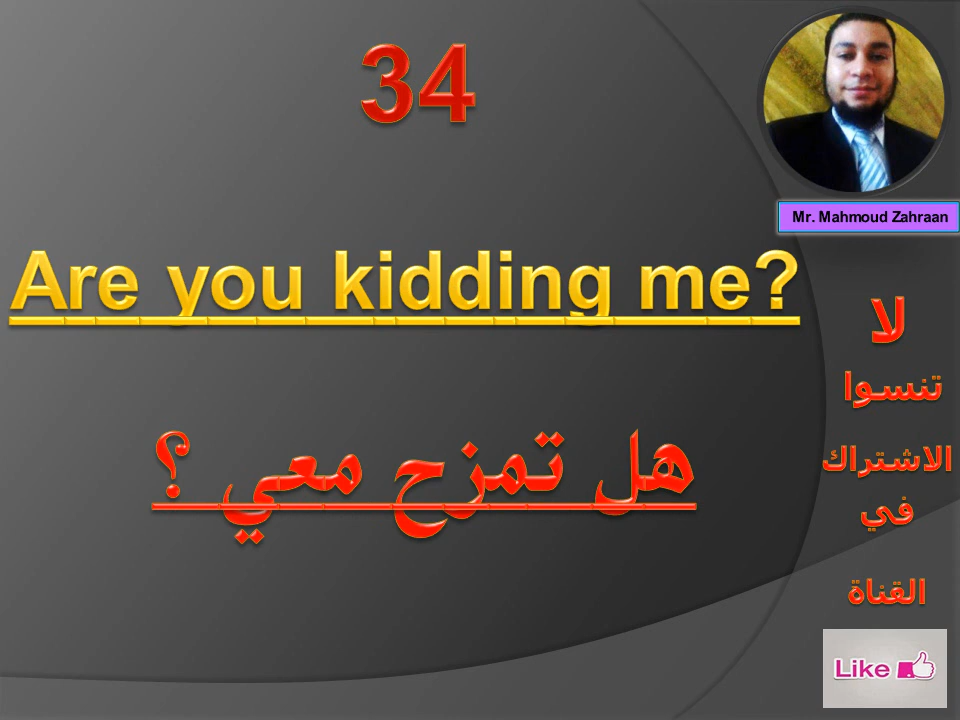 34
Mr. Mahmoud Zahraan
Are you kidding me?
هل تمزح معي ؟
لا
تنسوا
الاشتراك
في
القناة
Like